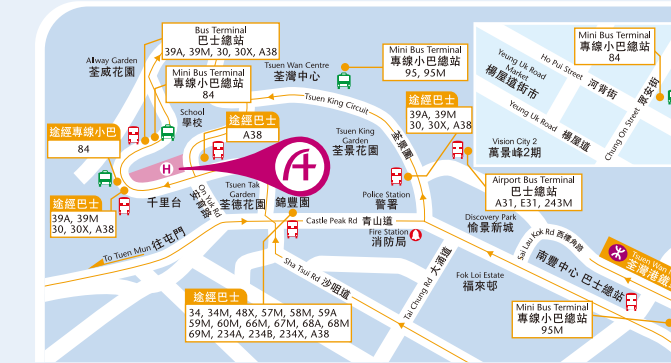 Bus Terminal
巴士總站
39A, 39M, 30, 30X, A38
Alway Garden
荃威花園
Mini Bus Terminal
專線小巴總站
84
School
學校
Tsuen Wan Centre
荃灣中心
Mini Bus Terminal
專線小巴總站
95, 95M
Tsuen King Circuit
荃景圍
途經專線小巴
84
途經巴士
A38
途經巴士
39A, 39M
30, 30X, A38
Tsuen King
Garden
荃景花園
H
千里台
On Yuk Rd
安育路
Tsuen Tak
Garden
荃德花園
錦豐園
途經巴士
39A, 39M
30, 30X, A38
Police Station
警署
Castle Peak Rd 青山道
Fire Station
消防局
To Tuen Mun 往屯門
Sha Tsui Rd 沙咀道
Tai Chung Rd 大涌道
Fok Loi Estate
福來邨
途經巴士
34, 34M, 48X, 57M, 58M, 59A
59M, 60M, 66M, 67M, 68A, 68M
69M, 234A, 234B, 234X, A38
Yeung Uk Road
Market
楊屋道街市
Ho Pui Street 河背街
Yeung Uk Road 楊屋道
Chung On Street 眾安街
Mini Bus Terminal
專線小巴總站
84
Vision City 2
萬景峰2期
Airport Bus Terminal
巴士總站
A31, E31, 243M
Discovery Park
愉景新城
Sai Lau Kok Rd 西樓角路
Tsuen Wan
荃灣港鐵
南豐中心 巴士總站
Mini Bus Terminal
專線小巴總站
95M